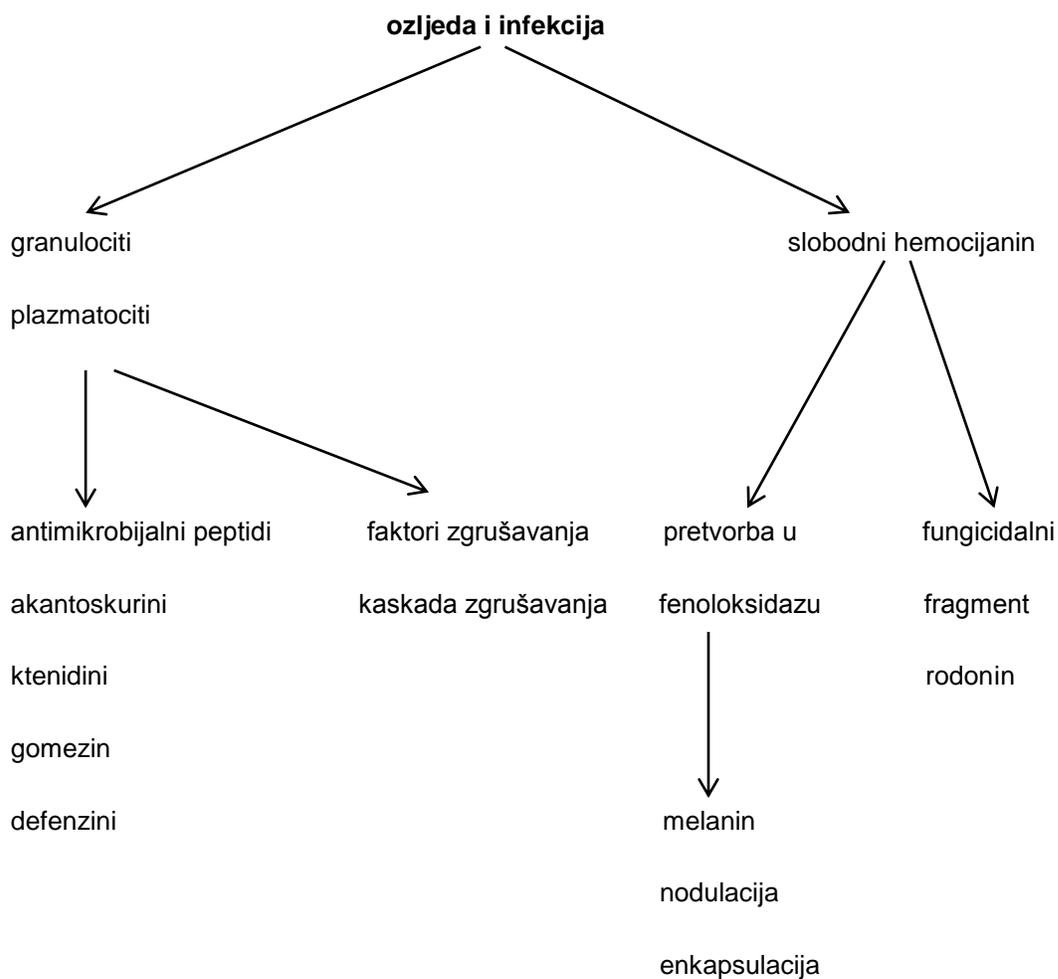 ozljeda i infekcija
granulociti
plazmatociti
slobodni hemocijanin
antimikrobijalni peptidi
akantoskurini
ktenidini
gomezin
defenzini
faktori zgrušavanja
kaskada zgrušavanja
pretvorba u
fenoloksidazu
melanin
nodulacija
enkapsulacija
fungicidalni
fragment
rodonin